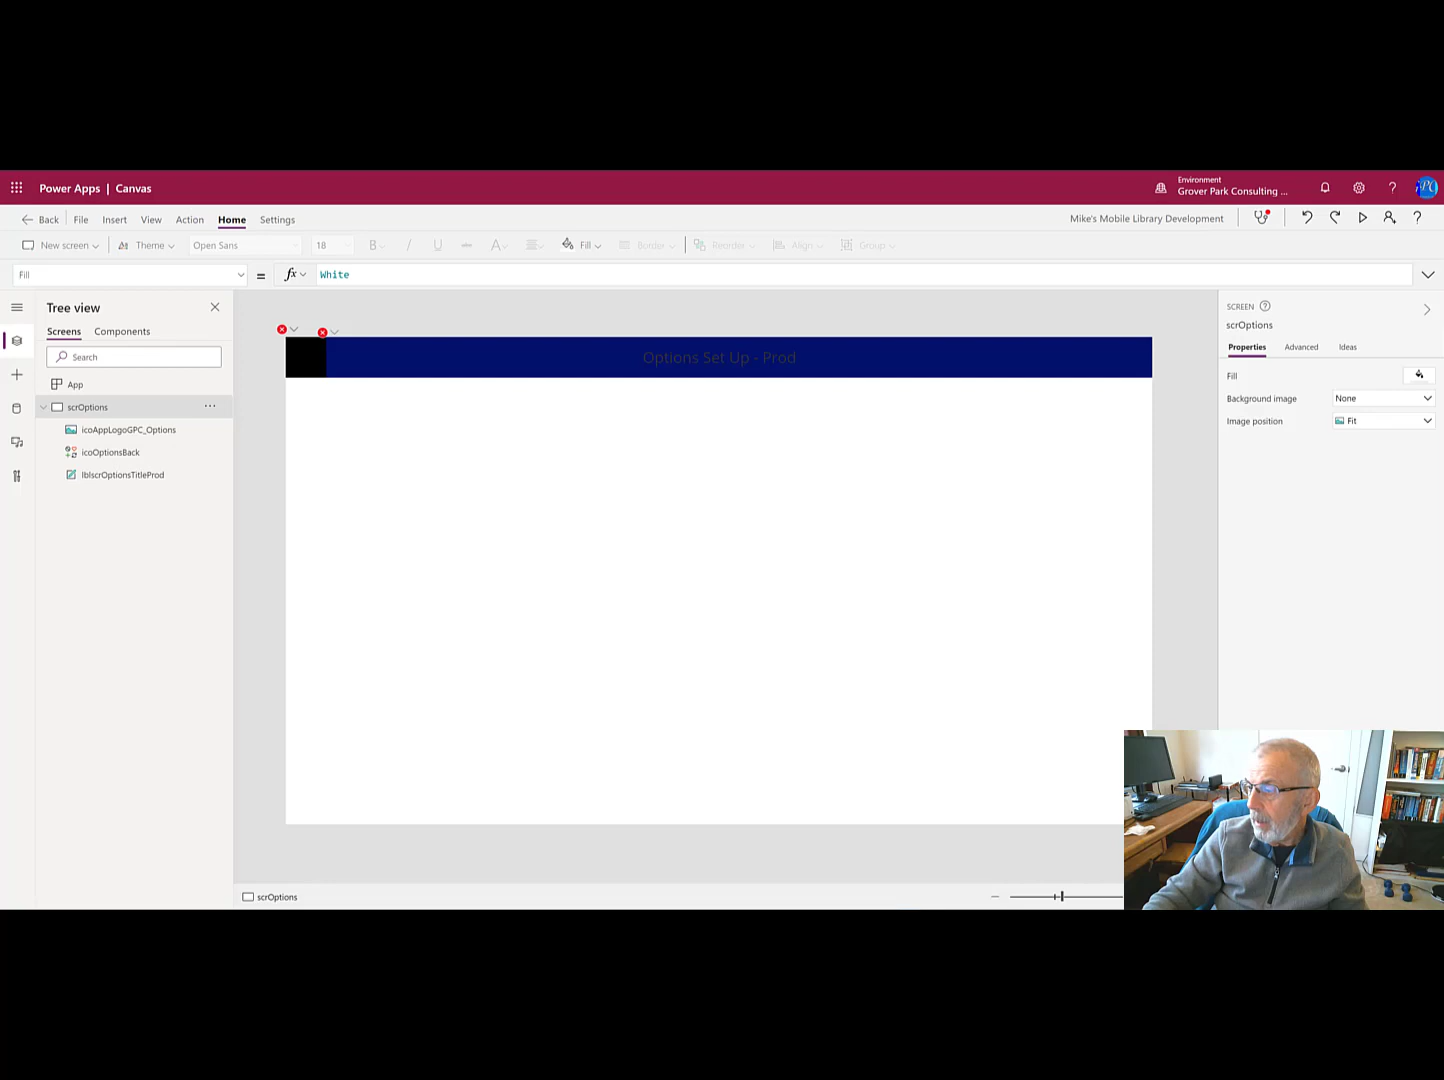 Power Apps | Canvas
Environment
Grover Park Consulting ...
Back File Insert View Action Home Settings
Mike's Mobile Library Development
New screen Theme Open Sans 18 B / U abc A Fill Border Reorder Align Group
Fill = fx White
Tree view
Screens Components
Search
App
scrOptions
icoAppLogoGPC_Options
icoOptionsBack
lblscrOptionsTitleProd
Options Set Up - Prod
SCREEN
scrOptions
Properties Advanced Ideas
Fill
Background image None
Image position Fit
scrOptions